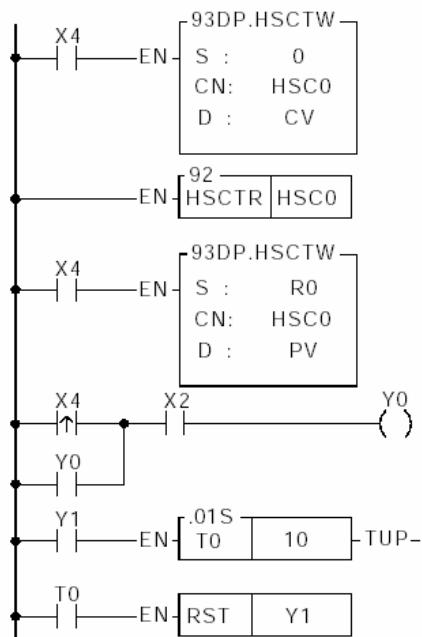 93DP.HSCTW
X4
EN
S : 0
CN: HSC0
D : CV
92
EN HSCTR HSC0
93DP.HSCTW
X4
EN
S : R0
CN: HSC0
D : PV
X4 X2 Y0
Y0
Y1 .01S
EN T0 10 TUP
T0
EN RST Y1